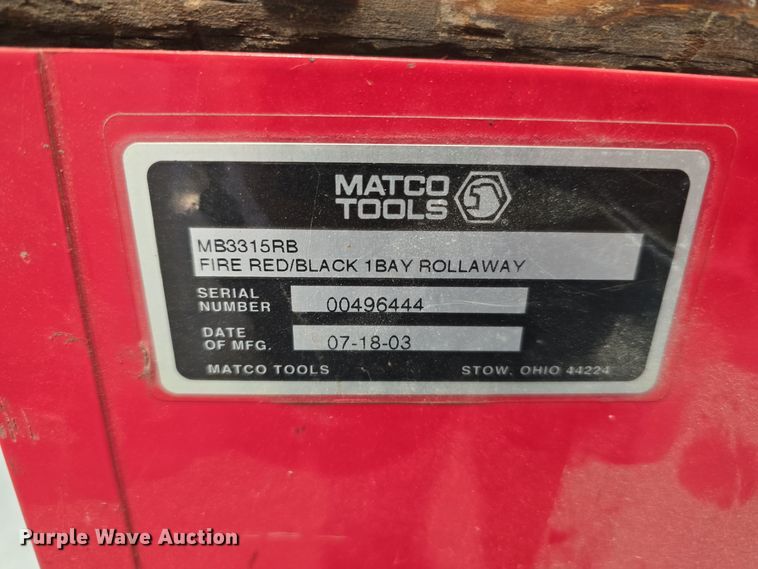 MATCO
TOOLS
MB3315RB
FIRE RED/BLACK 1BAY ROLLAWAY
SERIAL
NUMBER 00496444
DATE
OF MFG. 07-18-03
MATCO TOOLS STOW, OHIO 44224
Purple Wave Auction